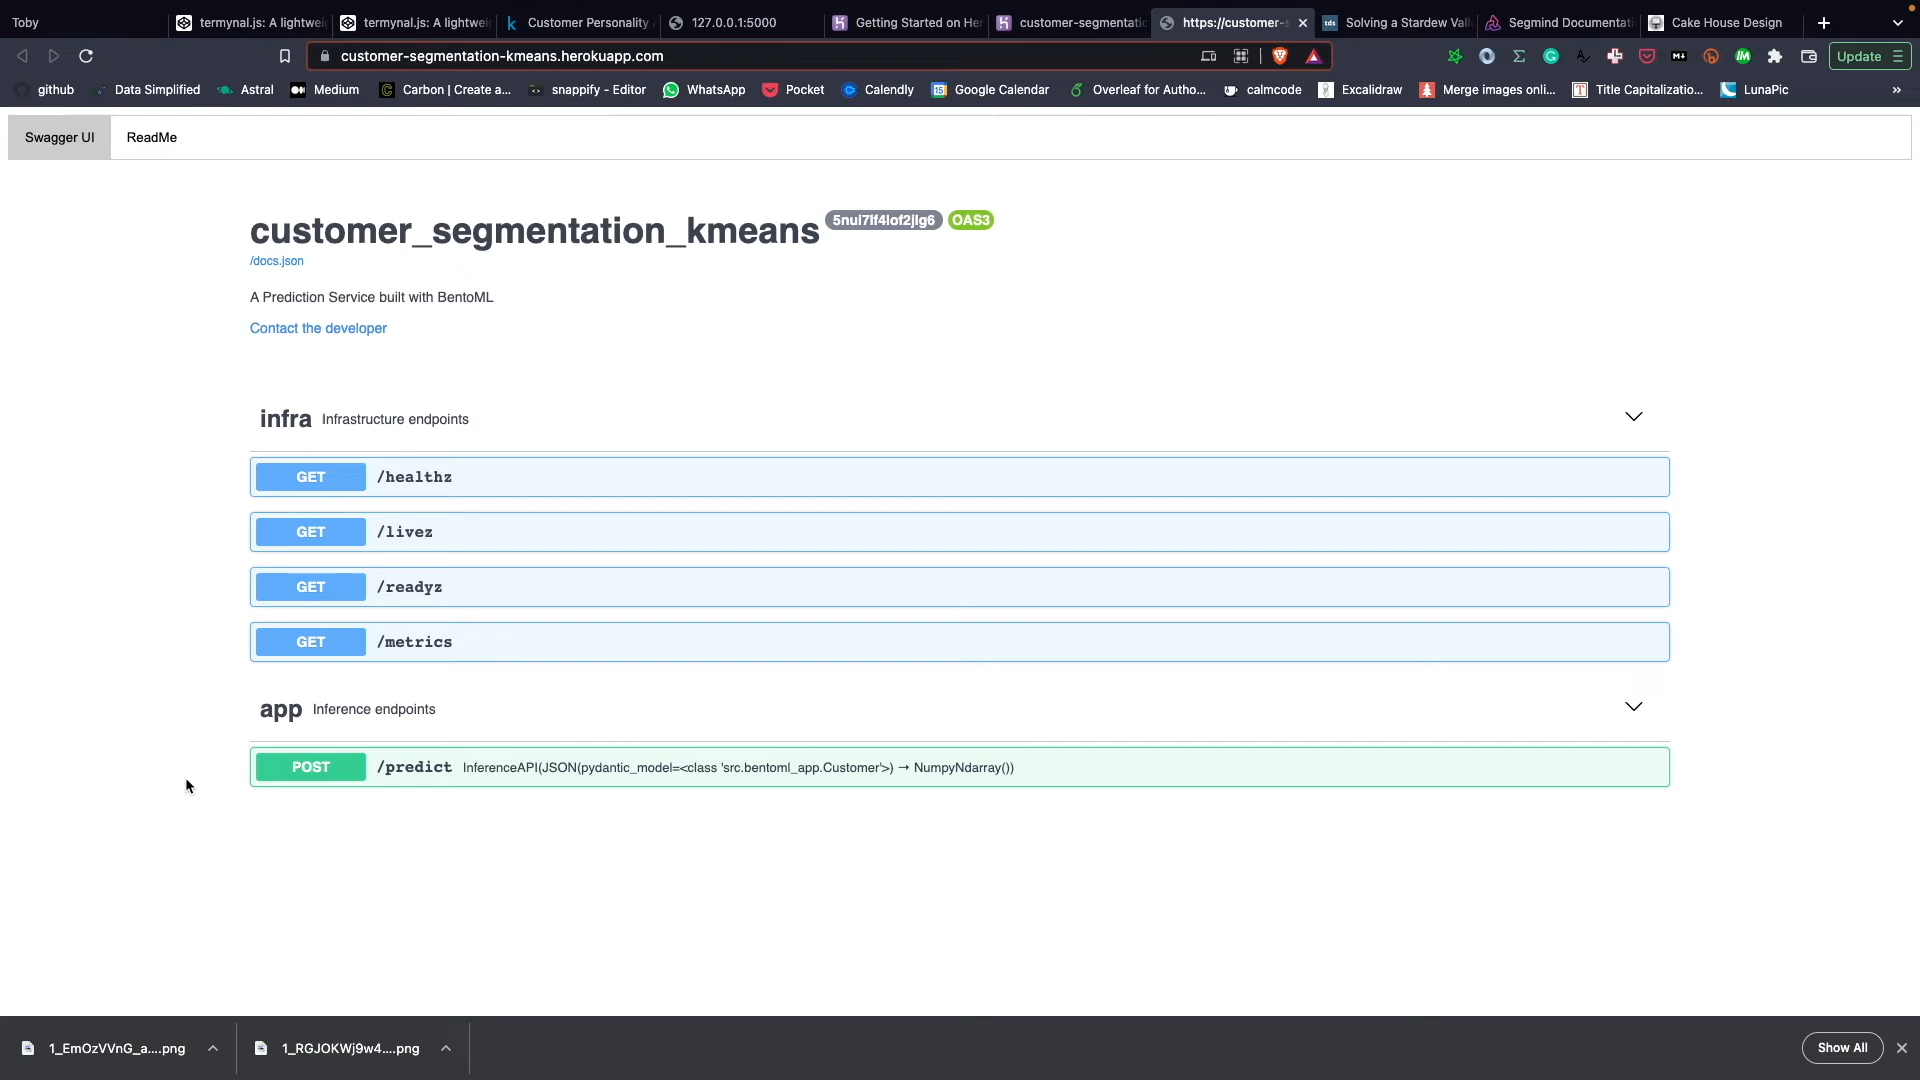 Toby
termynal.js: A lightwei
termynal.js: A lightwei
Customer Personality
127.0.0.1:5000
Getting Started on He
customer-segmentatio
https://customer-s
Solving a Stardew Vall
Segmind Documentati
Cake House Design
customer-segmentation-kmeans.herokuapp.com
Update
github
Data Simplified
Astral
Medium
Carbon | Create a...
snappify - Editor
WhatsApp
Pocket
Calendly
Google Calendar
Overleaf for Autho...
calmcode
Excalidraw
Merge images onli...
Title Capitalizatio...
LunaPic
»
Swagger UI
ReadMe
customer_segmentation_kmeans
OAS3
/docs.json
A Prediction Service built with BentoML
Contact the developer
infra Infrastructure endpoints
GET /healthz
GET /livez
GET /readyz
GET /metrics
app Inference endpoints
POST /predict InferenceAPI(JSON(pydantic_model=<class 'src.bentoml_app.Customer'>) → NumpyNdarray())
1_EmOzVVnG_a....png
1_RGJOKWj9w4....png
Show All